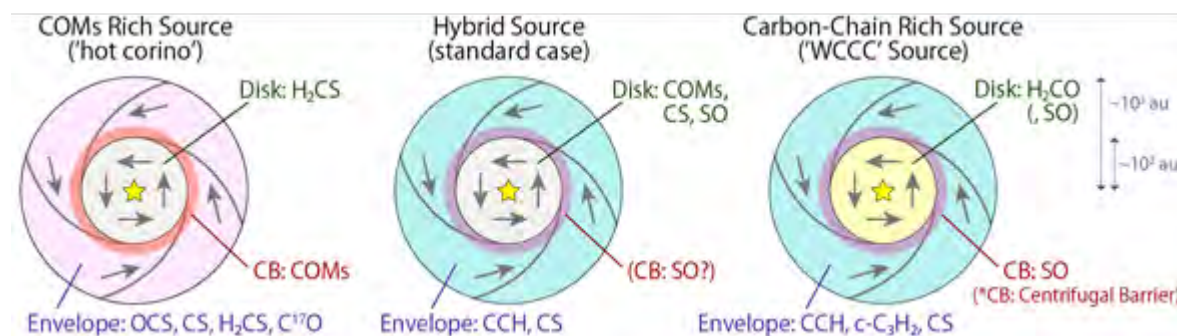 COMs Rich Source
('hot corino')
Disk: H₂CS
CB: COMs
Envelope: OCS, CS, H₂CS, C¹⁷O
Hybrid Source
(standard case)
Disk: COMs,
CS, SO
(CB: SO?)
Envelope: CCH, CS
Carbon-Chain Rich Source
('WCCC' Source)
Disk: H₂CO
(, SO)
~10³ au
~10² au
CB: SO
(*CB: Centrifugal Barrier)
Envelope: CCH, c-C₃H₂, CS